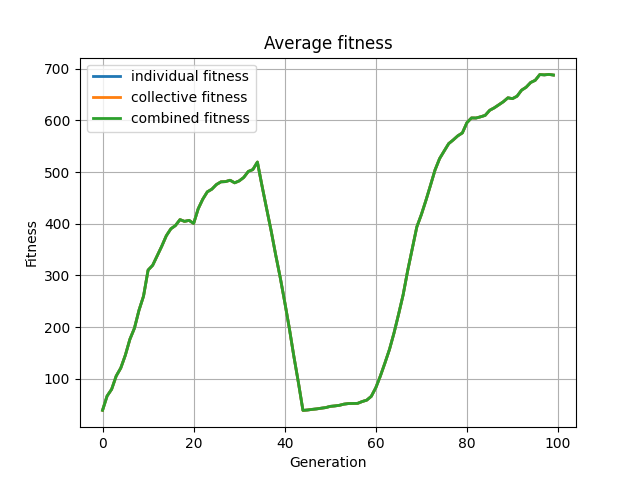 Average fitness
individual fitness
collective fitness
combined fitness
700
600
500
400
300
200
100
Fitness
0 20 40 60 80 100
Generation